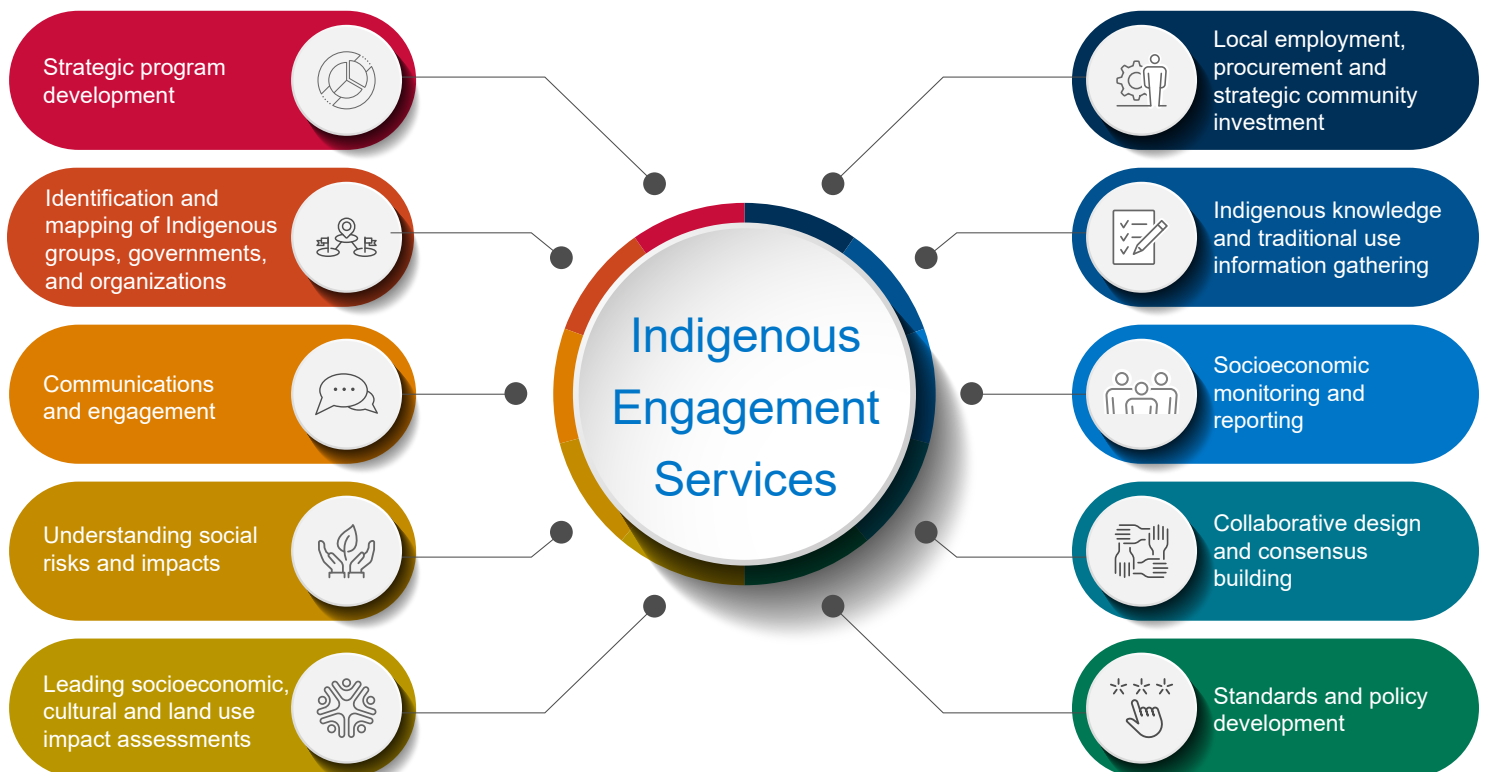 Strategic program
development
Identification and
mapping of Indigenous
groups, governments,
and organizations
Communications
and engagement
Understanding social
risks and impacts
Leading socioeconomic,
cultural and land use
impact assessments
Indigenous
Engagement
Services
Local employment,
procurement and
strategic community
investment
Indigenous knowledge
and traditional use
information gathering
Socioeconomic
monitoring and
reporting
Collaborative design
and consensus
building
Standards and policy
development